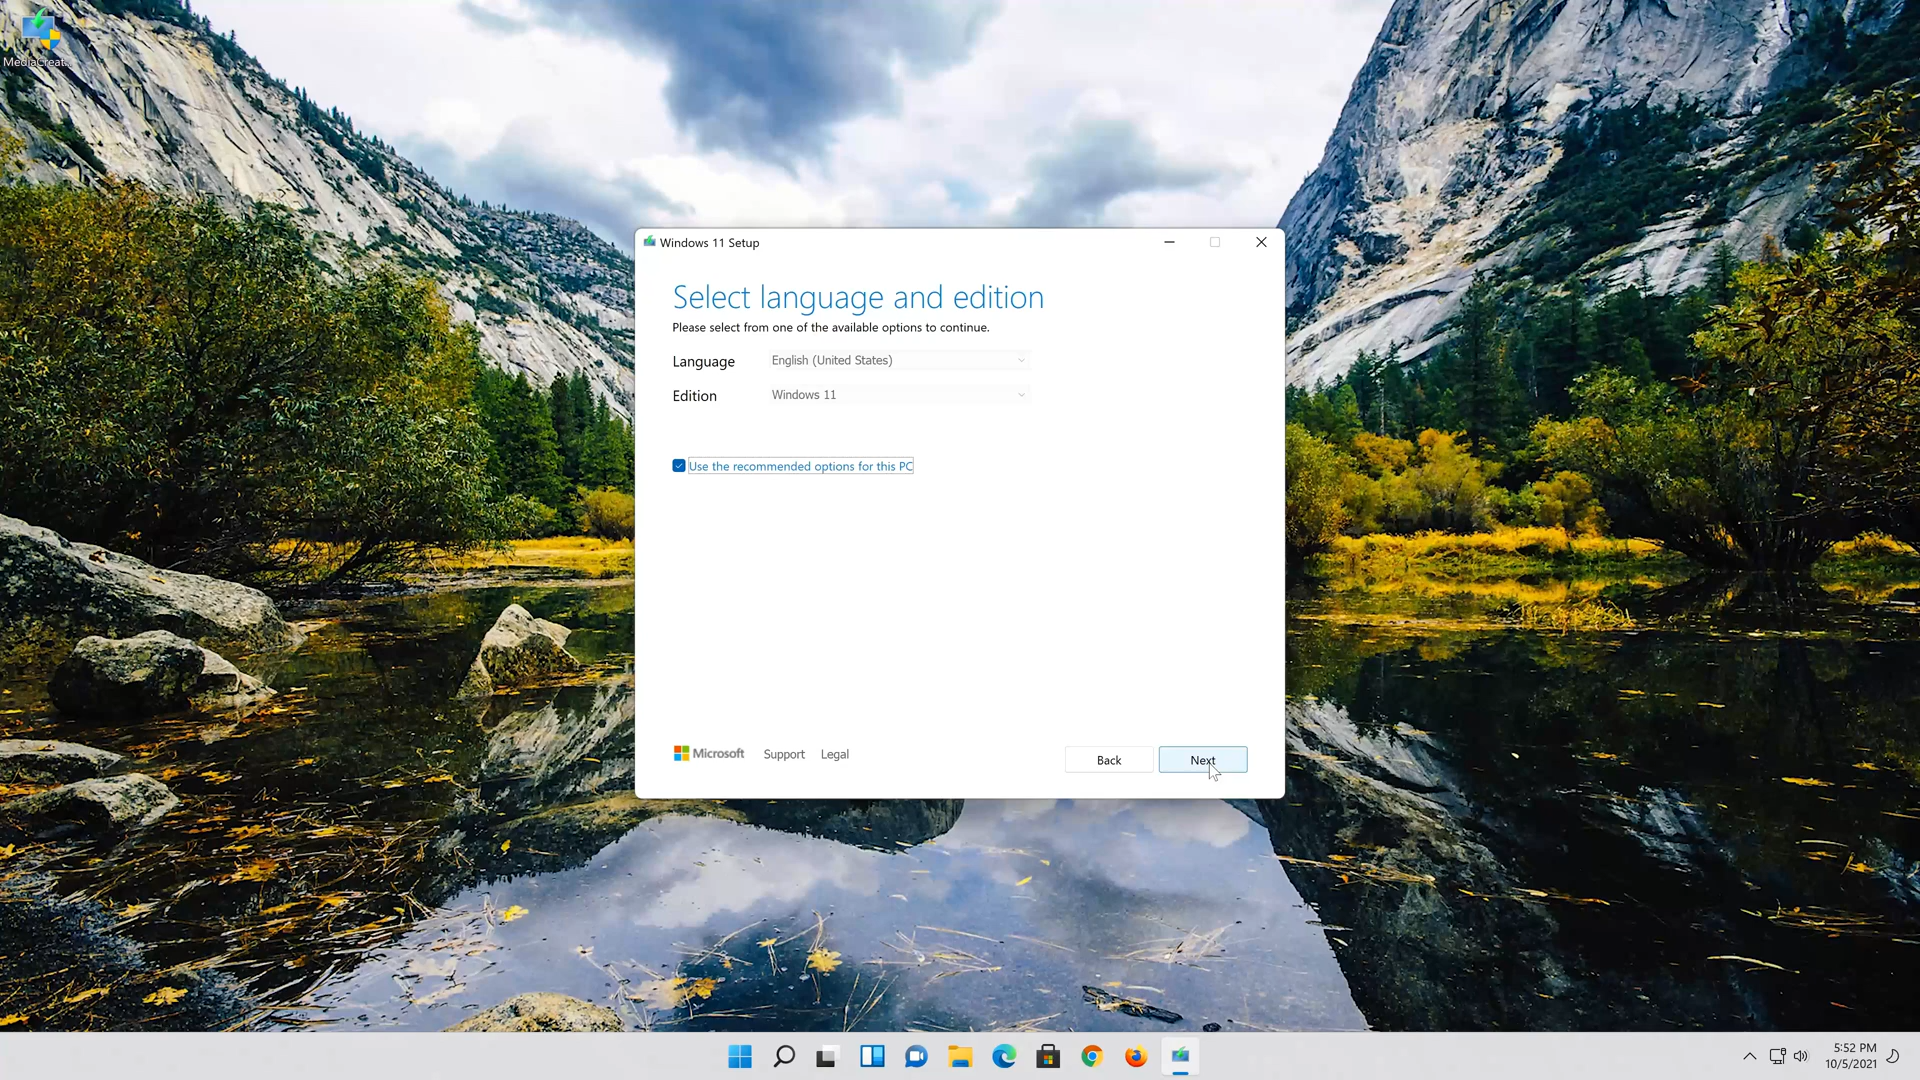 MediaCreat...
Windows 11 Setup
Select language and edition
Please select from one of the available options to continue.
Language English (United States)
Edition Windows 11
Use the recommended options for this PC
Microsoft Support Legal Back Next
5:52 PM
10/5/2021